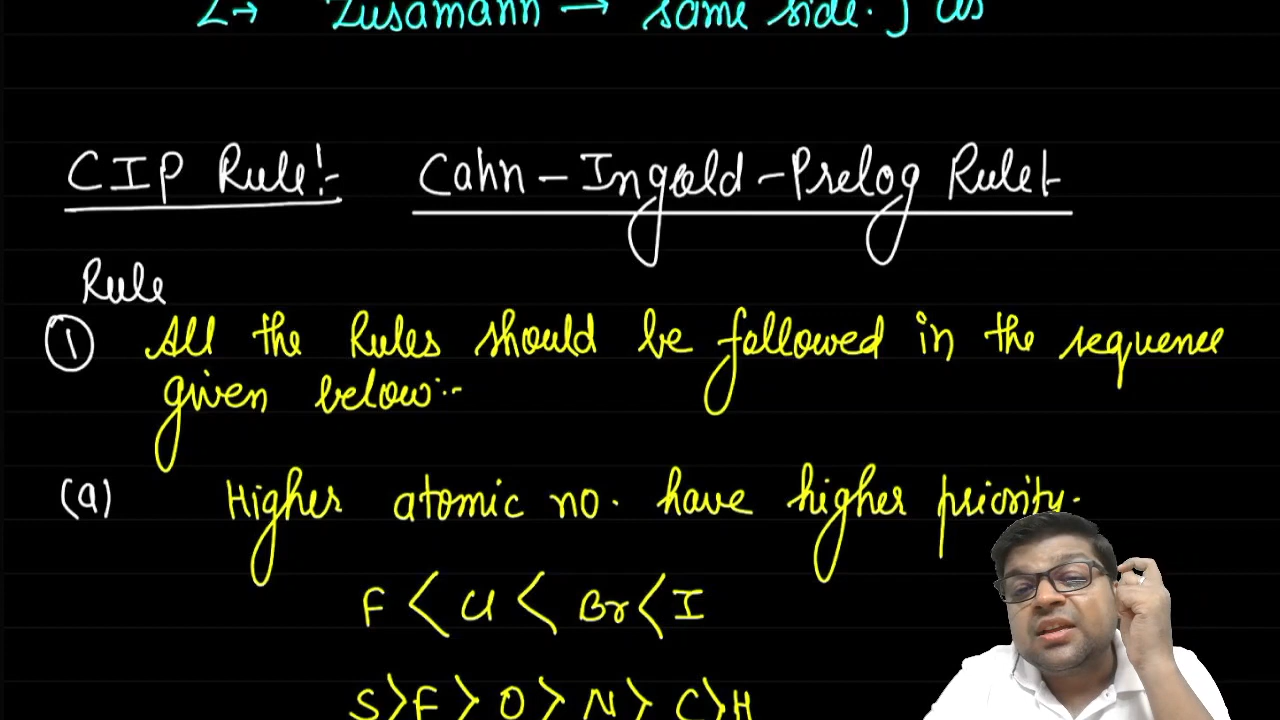 Z → Zusamann → same side. } as
CIP Rule:- Cahn-Ingold-Prelog Rule:-
Rule
① All the Rules should be followed in the sequence
given below:-
(a) Higher atomic no. have higher priority.
F < Cl < Br < I
S > F > O > N > C > H